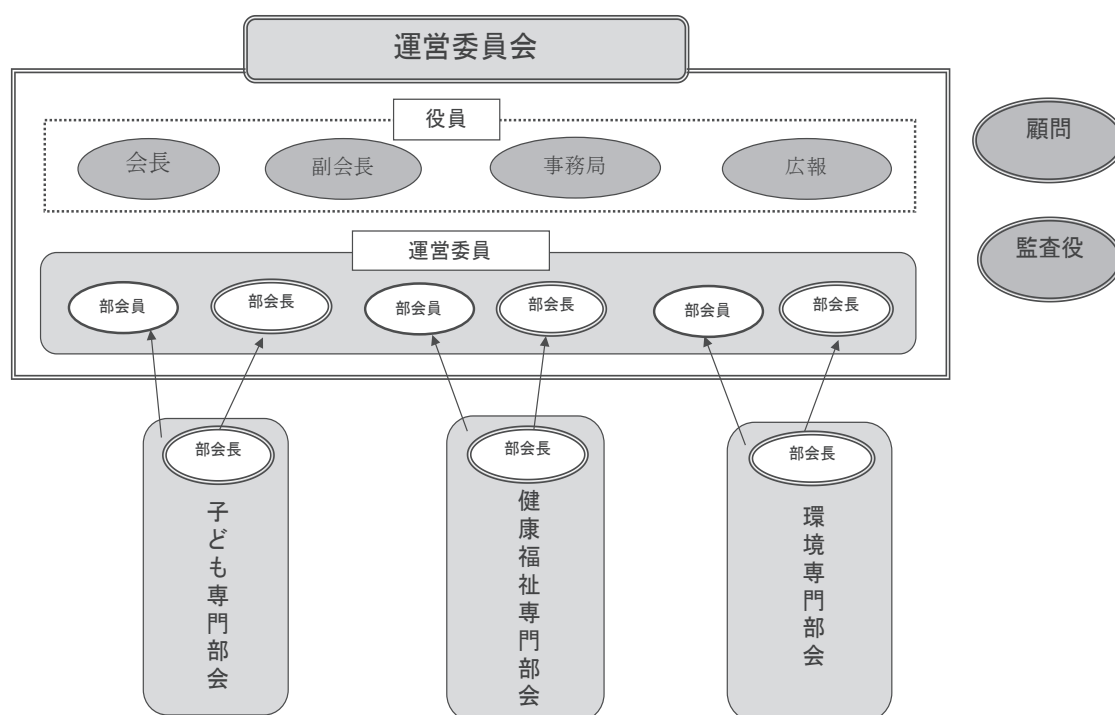 運営委員会
役員
会長
副会長
事務局
広報
顧問
監査役
運営委員
部会員
部会長
部会員
部会長
部会員
部会長
部会長
子ども専門部会
部会長
健康福祉専門部会
部会長
環境専門部会